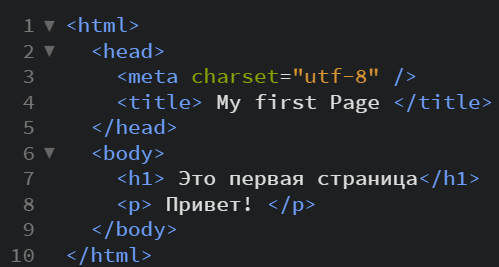 1 <html>
2 <head>
3 <meta charset="utf-8" />
4 <title> My first Page </title>
5 </head>
6 <body>
7 <h1> Это первая страница</h1>
8 <p> Привет! </p>
9 </body>
10 </html>